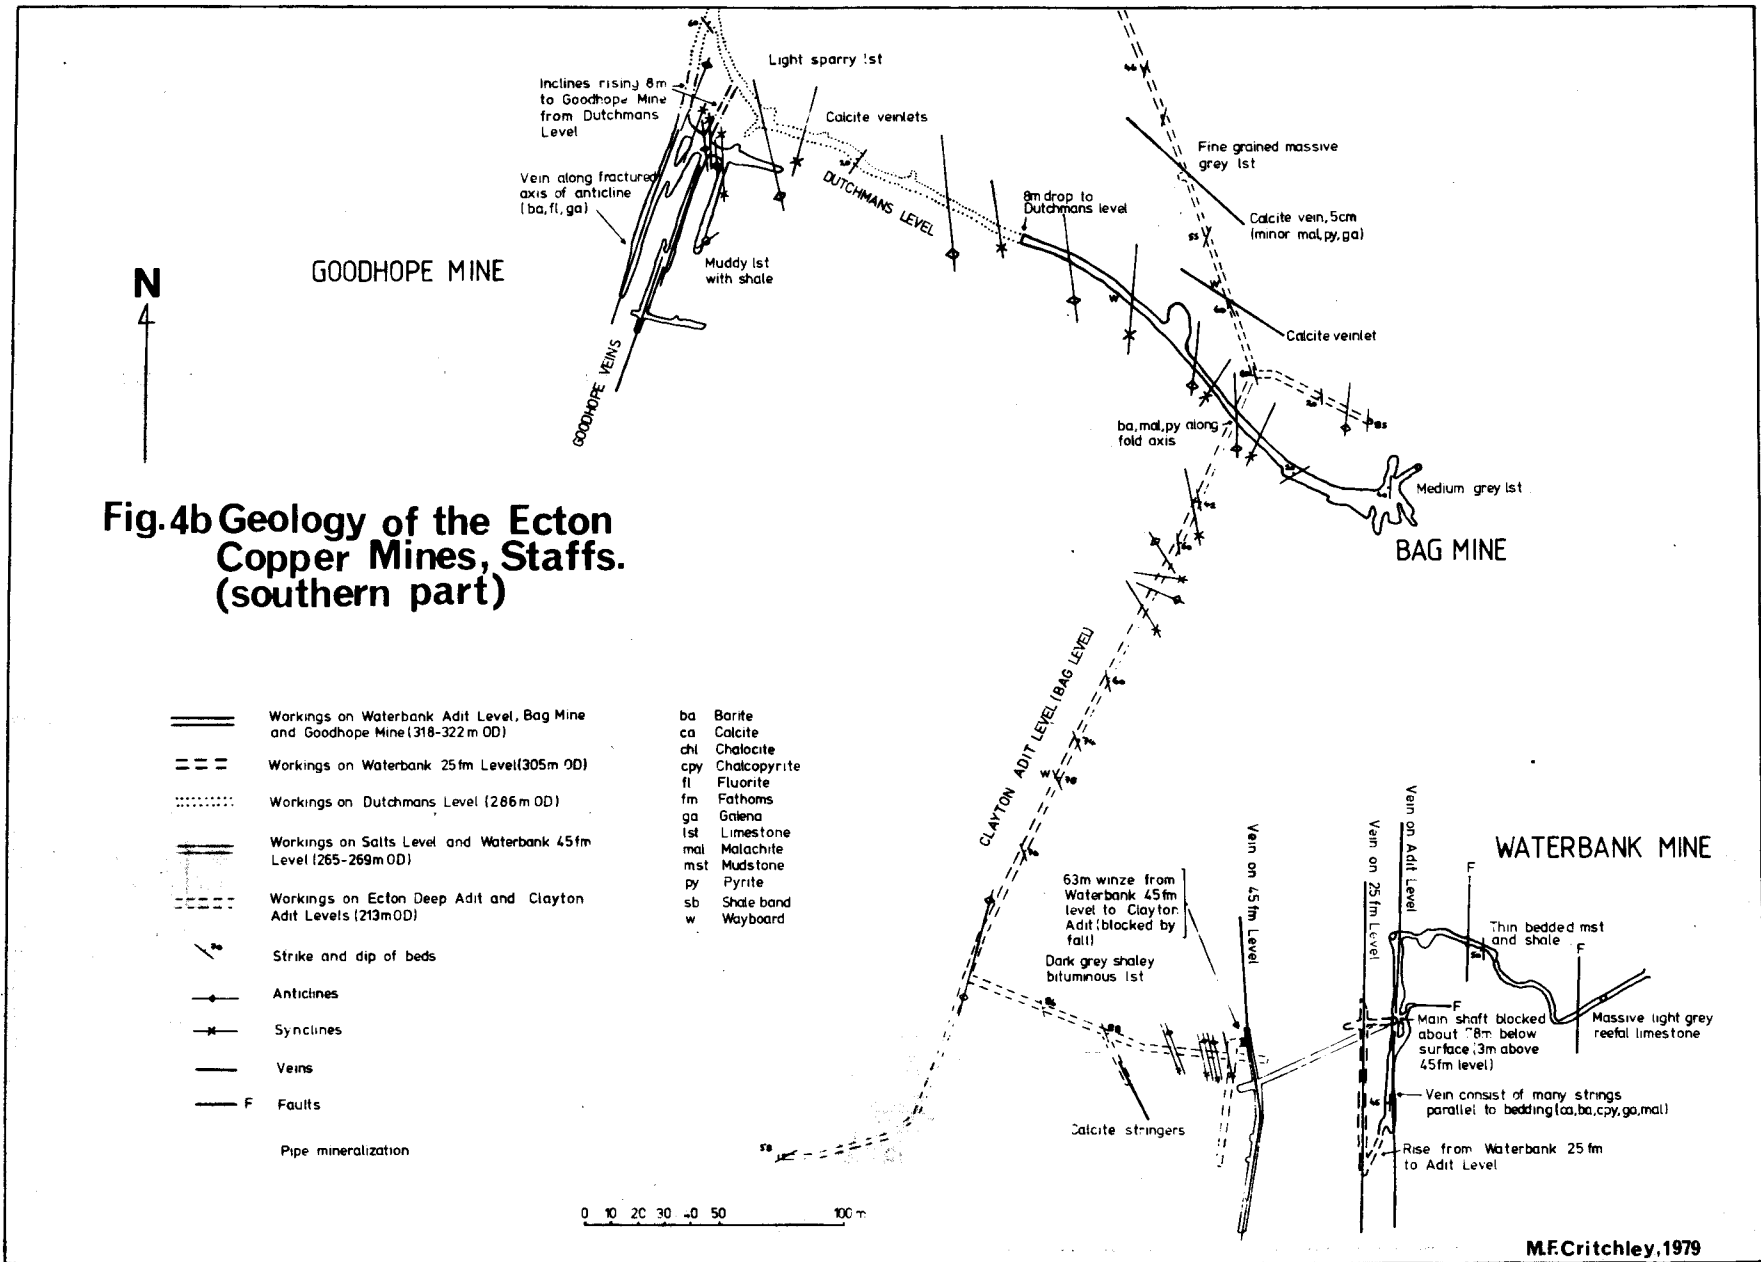 Light sparry lst
Inclines rising 8m
to Goodhope Mine
from Dutchmans
Level
Calcite veinlets
Fine grained massive
grey lst
Vein along fractured
axis of anticline
(ba, fl, ga)
DUTCHMANS LEVEL
8m drop to
Dutchmans level
Calcite vein, 5cm
(minor mal, py, ga)
N
GOODHOPE MINE
Muddy lst
with shale
W
W
Calcite veinlet
GOODHOPE VEINS
ba, mal, py along
fold axis
Medium grey lst
BAG MINE
Fig. 4b Geology of the Ecton
Copper Mines, Staffs.
(southern part)
CLAYTON ADIT LEVEL (BAG LEVEL)
W
Workings on Waterbank Adit Level, Bag Mine
and Goodhope Mine (318-322m OD)
Workings on Waterbank 25fm Level (305m OD)
Workings on Dutchmans Level (286m OD)
Workings on Salts Level and Waterbank 45fm
Level (265-269m OD)
Workings on Ecton Deep Adit and Clayton
Adit Levels (213m OD)
Strike and dip of beds
Anticlines
Synclines
Veins
F Faults
Pipe mineralization
ba Barite
ca Calcite
chl Chalocite
cpy Chalcopyrite
fl Fluorite
fm Fathoms
ga Galena
lst Limestone
mal Malachite
mst Mudstone
py Pyrite
sb Shale band
w Wayboard
63m winze from
Waterbank 45fm
level to Clayton
Adit (blocked by
fall)
Dark grey shaley
bituminous lst
Vein on 45 fm Level
Vein on 25 fm Level
Vein on Adit Level
WATERBANK MINE
F
Thin bedded mst
and shale
F
F
Main shaft blocked
about 78m below
surface (3m above
45fm level)
Massive light grey
reefal limestone
Vein consist of many strings
parallel to bedding (ca, ba, cpy, ga, mal)
Calcite stringers
Rise from Waterbank 25 fm
to Adit Level
0 10 20 30 40 50 100 m
M.F. Critchley, 1979